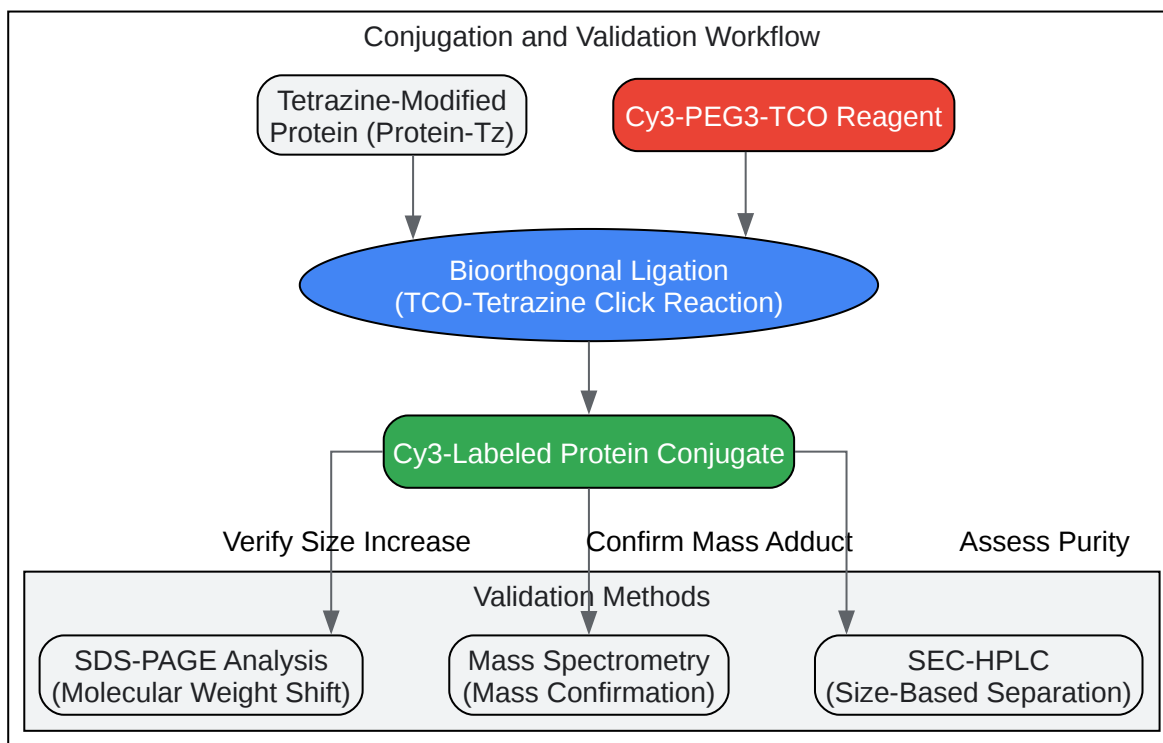 Conjugation and Validation Workflow
Tetrazine-Modified
Protein (Protein-Tz)
Cy3-PEG3-TCO Reagent
Bioorthogonal Ligation
(TCO-Tetrazine Click Reaction)
Cy3-Labeled Protein Conjugate
Verify Size Increase
Confirm Mass Adduct
Assess Purity
Validation Methods
SDS-PAGE Analysis
(Molecular Weight Shift)
Mass Spectrometry
(Mass Confirmation)
SEC-HPLC
(Size-Based Separation)